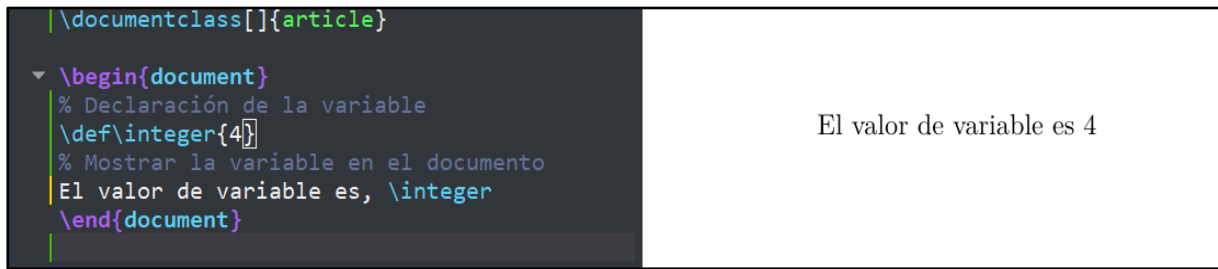 \documentclass[]{article}
\begin{document}
% Declaración de la variable
\def\integer{4}
% Mostrar la variable en el documento
El valor de variable es, \integer
\end{document}
El valor de variable es 4